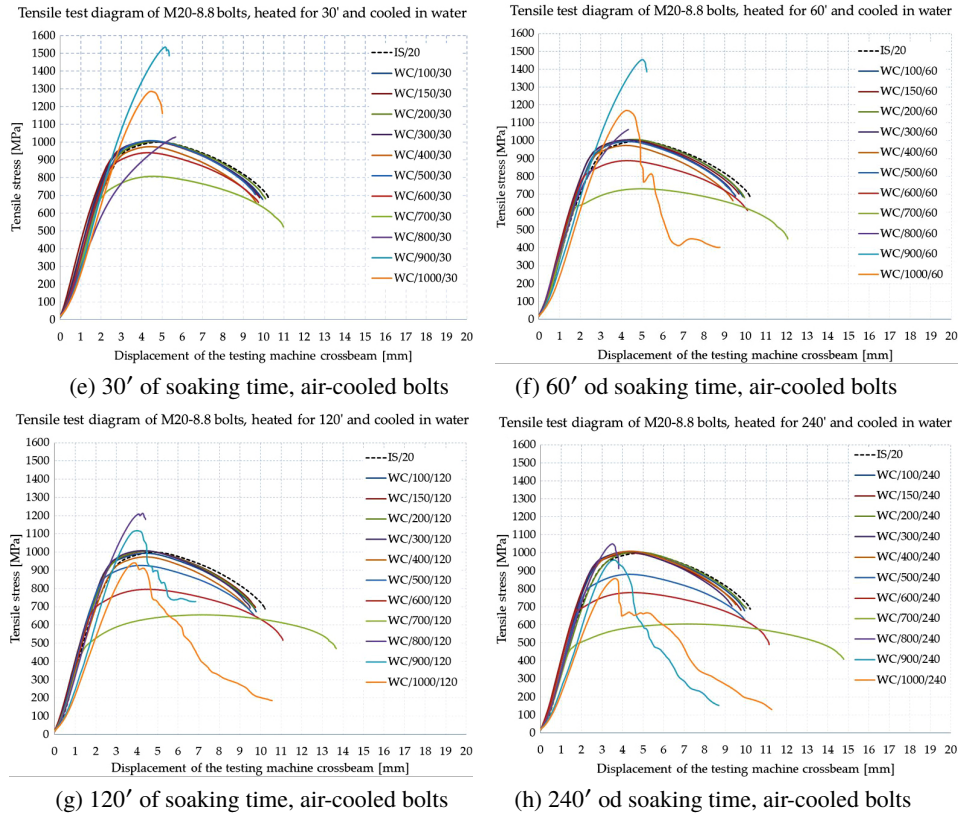 Tensile test diagram of M20-8.8 bolts, heated for 30' and cooled in water
Tensile stress [MPa]
1600
1500
1400
1300
1200
1100
1000
900
800
700
600
500
400
300
200
100
0
0 1 2 3 4 5 6 7 8 9 10 11 12 13 14 15 16 17 18 19 20
Displacement of the testing machine crossbeam [mm]
IS/20
WC/100/30
WC/150/30
WC/200/30
WC/300/30
WC/400/30
WC/500/30
WC/600/30
WC/700/30
WC/800/30
WC/900/30
WC/1000/30
(e) 30′ of soaking time, air-cooled bolts
Tensile test diagram of M20-8.8 bolts, heated for 60' and cooled in water
Tensile stress [MPa]
1600
1500
1400
1300
1200
1100
1000
900
800
700
600
500
400
300
200
100
0
0 1 2 3 4 5 6 7 8 9 10 11 12 13 14 15 16 17 18 19 20
Displacement of the testing machine crossbeam [mm]
IS/20
WC/100/60
WC/150/60
WC/200/60
WC/300/60
WC/400/60
WC/500/60
WC/600/60
WC/700/60
WC/800/60
WC/900/60
WC/1000/60
(f) 60′ od soaking time, air-cooled bolts
Tensile test diagram of M20-8.8 bolts, heated for 120' and cooled in water
Tensile stress [MPa]
1600
1500
1400
1300
1200
1100
1000
900
800
700
600
500
400
300
200
100
0
0 1 2 3 4 5 6 7 8 9 10 11 12 13 14 15 16 17 18 19 20
Displacement of the testing machine crossbeam [mm]
IS/20
WC/100/120
WC/150/120
WC/200/120
WC/300/120
WC/400/120
WC/500/120
WC/600/120
WC/700/120
WC/800/120
WC/900/120
WC/1000/120
(g) 120′ of soaking time, air-cooled bolts
Tensile test diagram of M20-8.8 bolts, heated for 240' and cooled in water
Tensile stress [MPa]
1600
1500
1400
1300
1200
1100
1000
900
800
700
600
500
400
300
200
100
0
0 1 2 3 4 5 6 7 8 9 10 11 12 13 14 15 16 17 18 19 20
Displacement of the testing machine crossbeam [mm]
IS/20
WC/100/240
WC/150/240
WC/200/240
WC/300/240
WC/400/240
WC/500/240
WC/600/240
WC/700/240
WC/800/240
WC/900/240
WC/1000/240
(h) 240′ od soaking time, air-cooled bolts